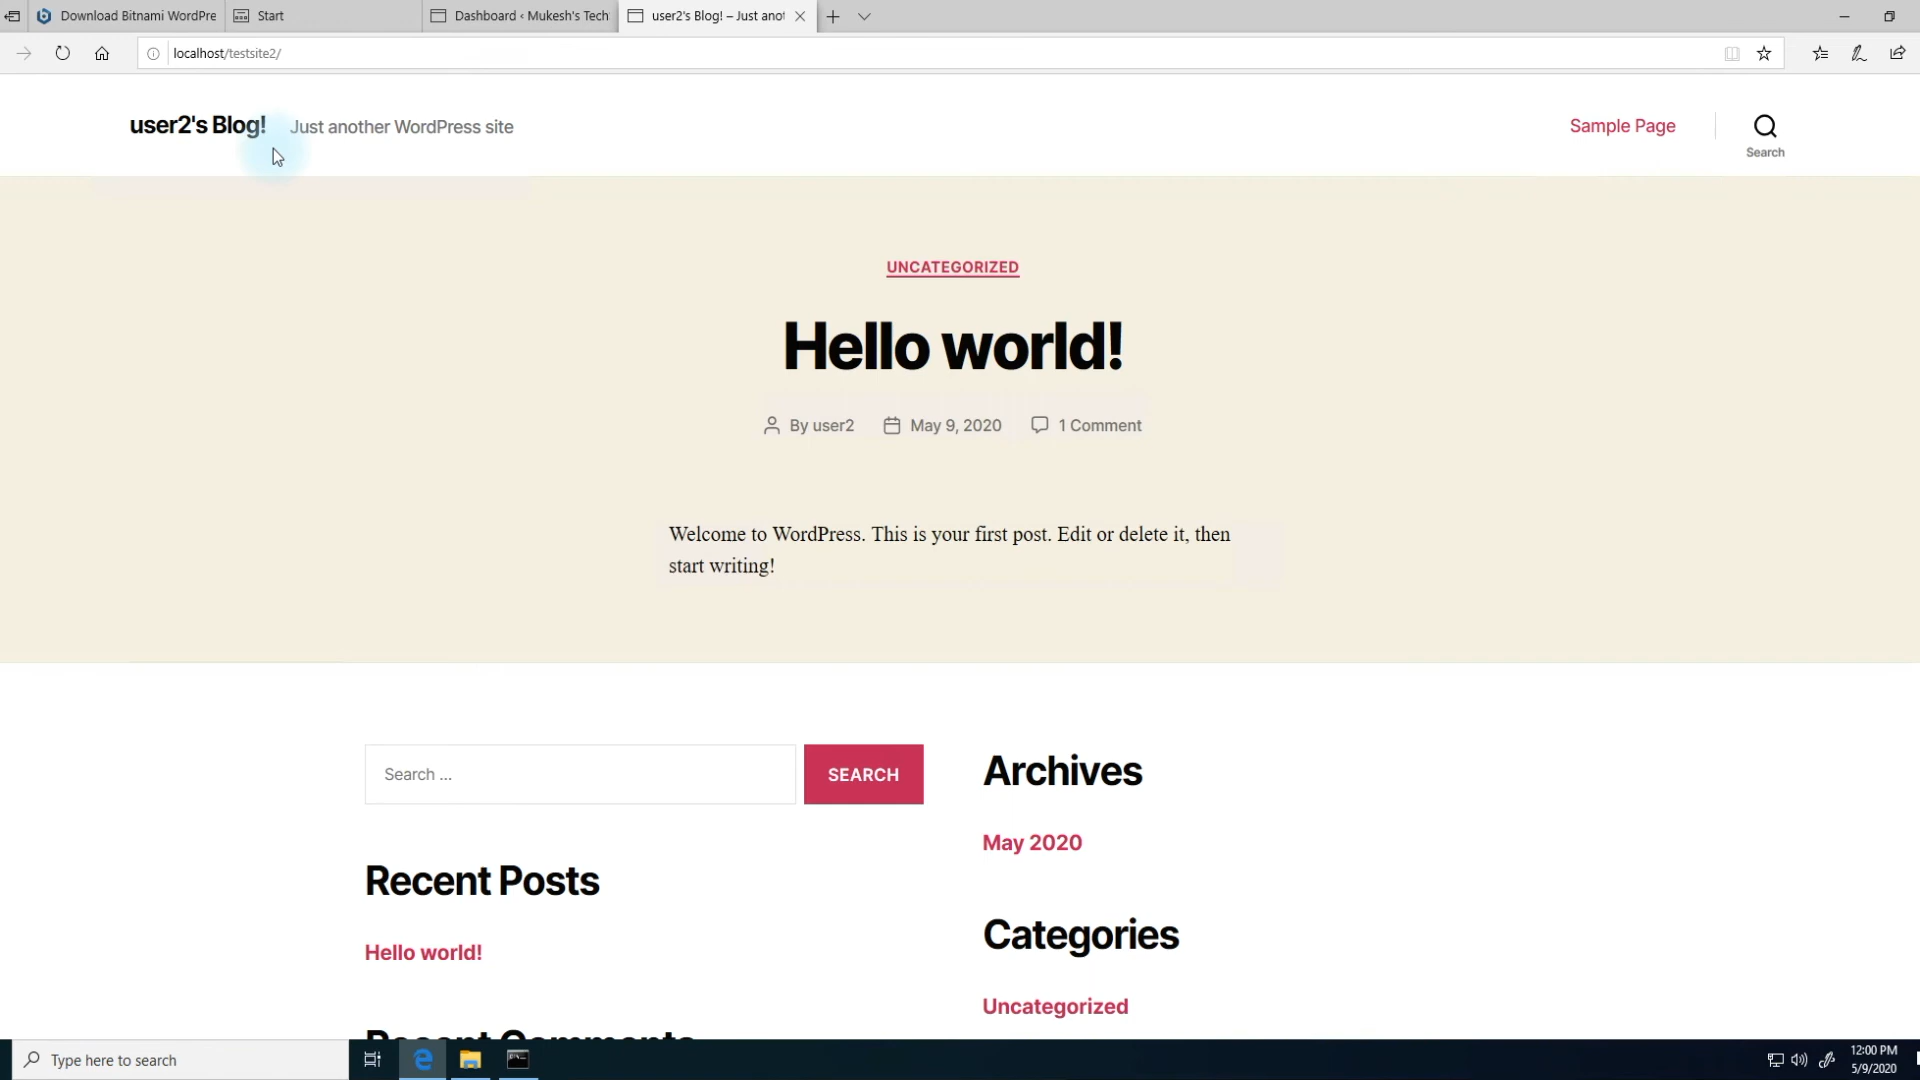 Download Bitnami WordPre
Start
Dashboard ‹ Mukesh's Tech
user2's Blog! – Just anot
localhost/testsite2/
user2's Blog!
Just another WordPress site
Sample Page
Search
UNCATEGORIZED
Hello world!
By user2
May 9, 2020
1 Comment
Welcome to WordPress. This is your first post. Edit or delete it, then
start writing!
Search ...
SEARCH
Archives
May 2020
Recent Posts
Hello world!
Categories
Uncategorized
Recent Comments
Type here to search
12:00 PM
5/9/2020